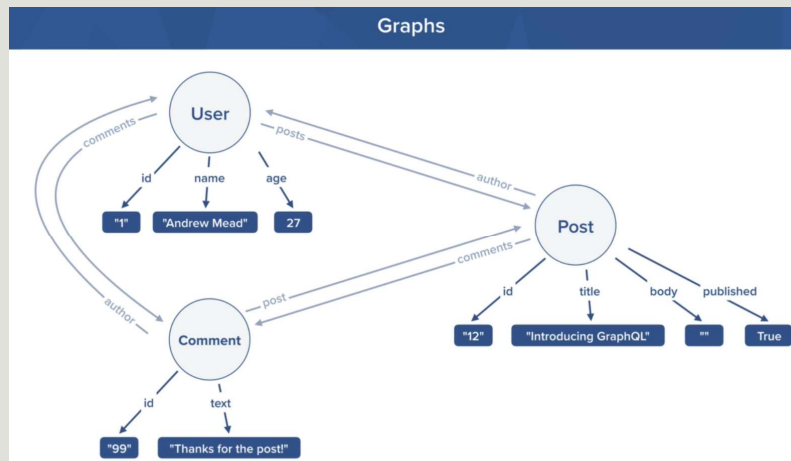 Graphs
User
comments
posts
id
name
age
author
"1"
"Andrew Mead"
27
Post
comments
post
author
Comment
id
title
body
published
"12"
"Introducing GraphQL"
""
True
id
text
"99"
"Thanks for the post!"